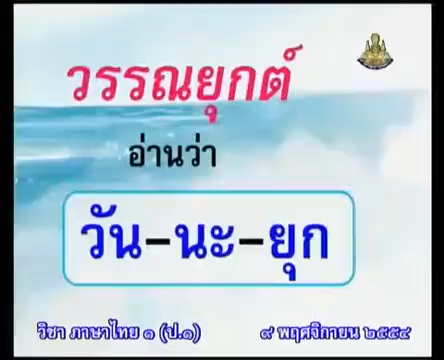 วรรณยุกต์
อ่านว่า
วัน-นะ-ยุก
วิชา ภาษาไทย ๑ (ป.๑)
๙ พฤศจิกายน ๒๕๕๔